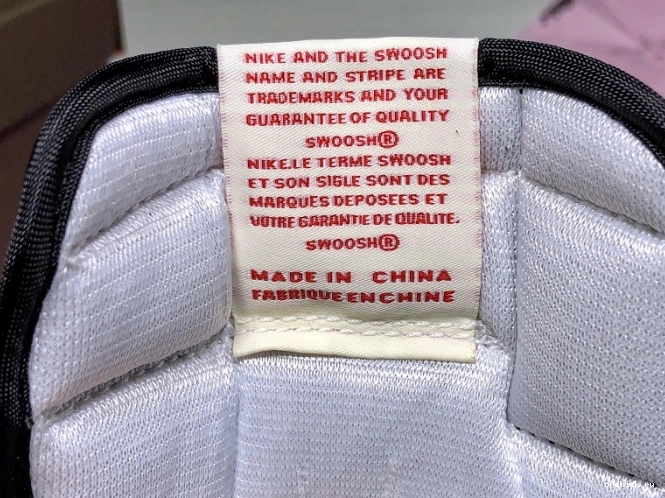 NIKE AND THE SWOOSH
NAME AND STRIPE ARE
TRADEMARKS AND YOUR
GUARANTEE OF QUALITY
SWOOSH®
NIKE.LE TERME SWOOSH
ET SON SIGLE SONT DES
MARQUES DEPOSEES ET
VOTRE GARANTIE DE QUALITE.
SWOOSH®
MADE IN CHINA
FABRIQUE EN CHINE